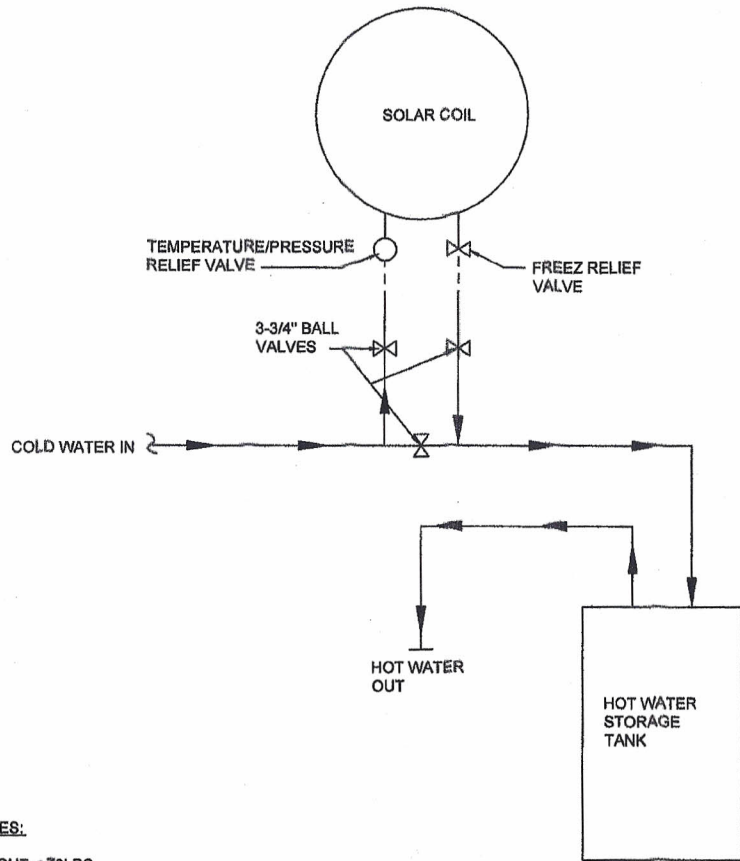 SOLAR COIL
TEMPERATURE/PRESSURE
RELIEF VALVE
FREEZ RELIEF
VALVE
3-3/4" BALL
VALVES
COLD WATER IN
HOT WATER
OUT
HOT WATER
STORAGE
TANK
ES: